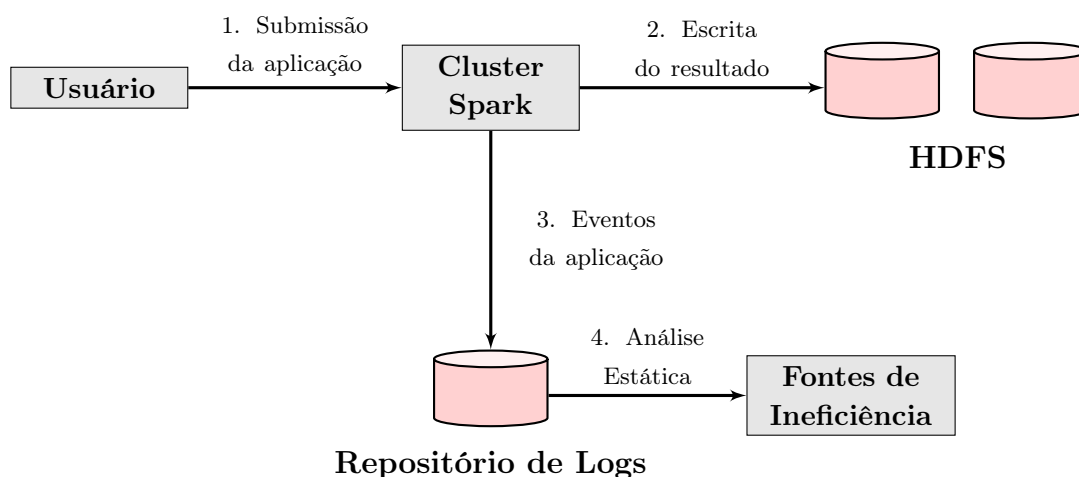 1. Submissão
da aplicação
2. Escrita
do resultado
Usuário
Cluster
Spark
HDFS
3. Eventos
da aplicação
4. Análise
Estática
Fontes de
Ineficiência
Repositório de Logs